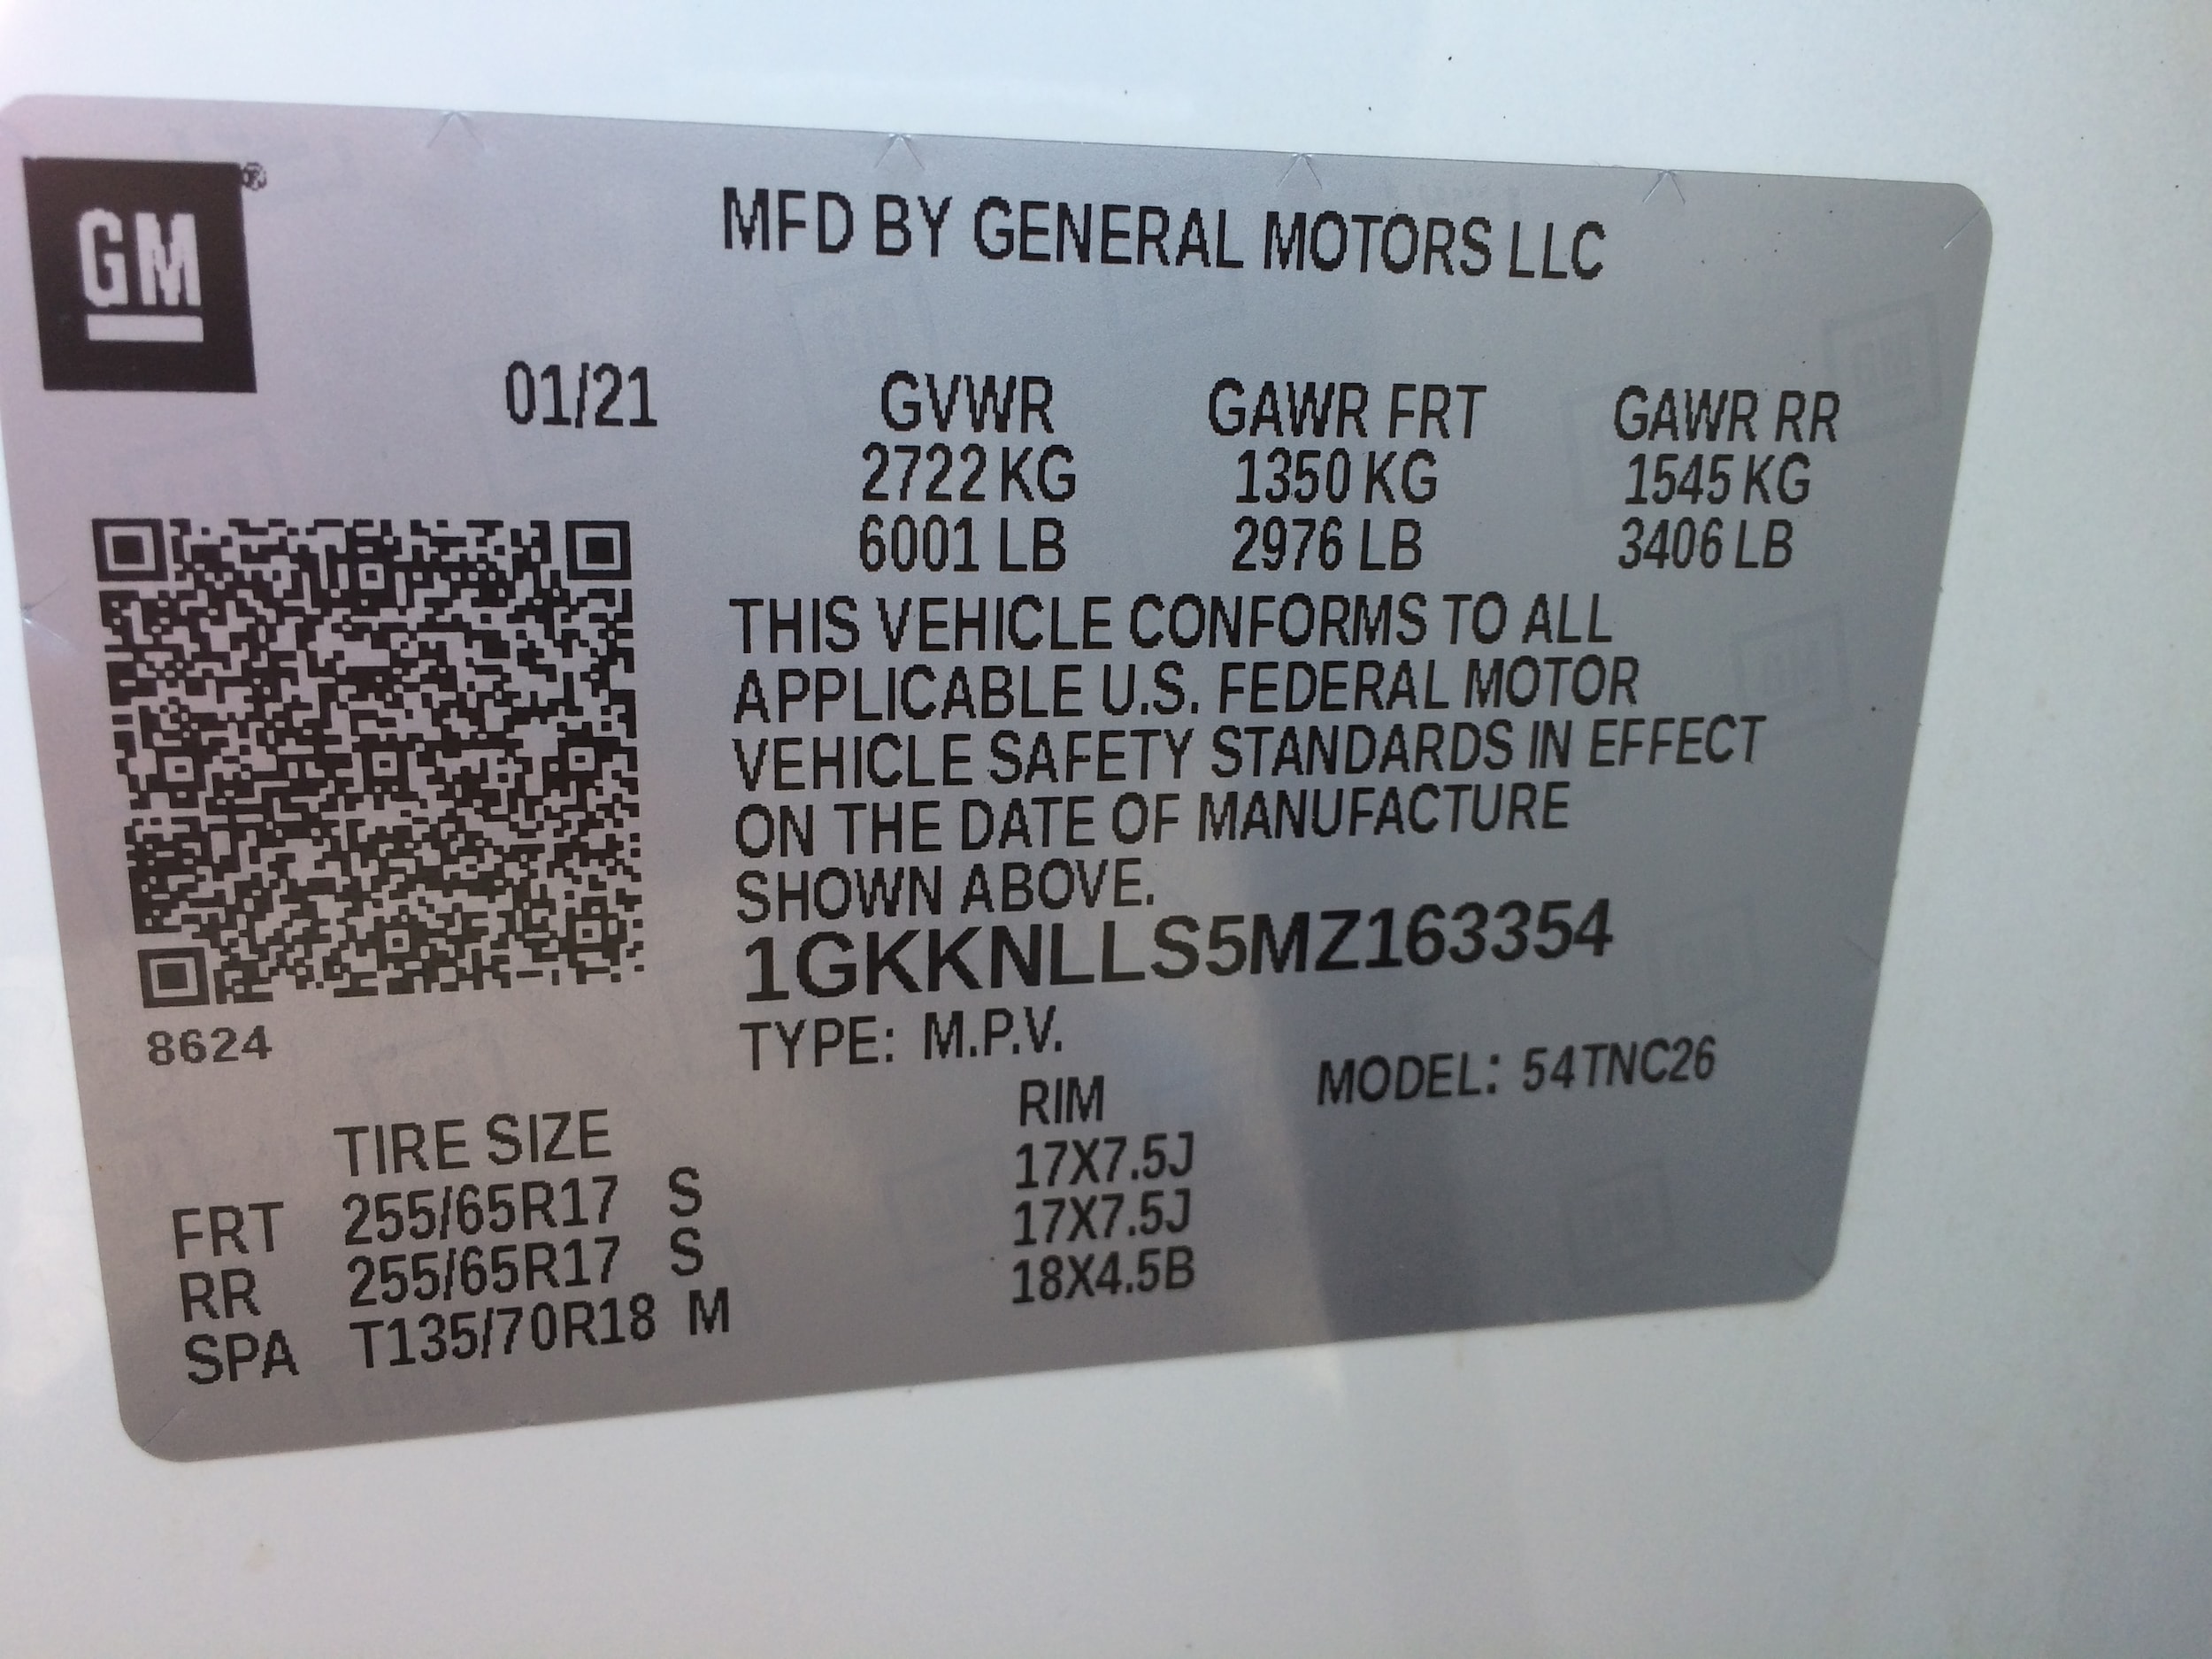 GM ®
MFD BY GENERAL MOTORS LLC
01/21 GVWR GAWR FRT GAWR RR
2722 KG 1350 KG 1545 KG
6001 LB 2976 LB 3406 LB
THIS VEHICLE CONFORMS TO ALL
APPLICABLE U.S. FEDERAL MOTOR
VEHICLE SAFETY STANDARDS IN EFFECT
ON THE DATE OF MANUFACTURE
SHOWN ABOVE.
1GKKNLLS5MZ163354
8624
TYPE: M.P.V. MODEL: 54TNC26
TIRE SIZE RIM
FRT 255/65R17 S 17X7.5J
RR 255/65R17 S 17X7.5J
SPA T135/70R18 M 18X4.5B